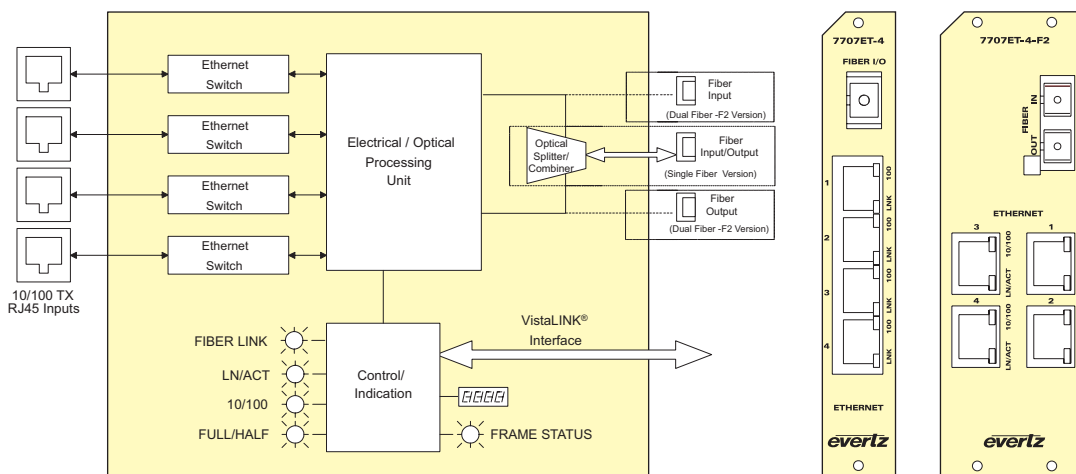 Ethernet
Switch
Ethernet
Switch
Ethernet
Switch
Ethernet
Switch
10/100 TX
RJ45 Inputs
Electrical / Optical
Processing
Unit
Optical
Splitter/
Combiner
Fiber
Input
(Dual Fiber -F2 Version)
Fiber
Input/Output
(Single Fiber Version)
Fiber
Output
(Dual Fiber -F2 Version)
FIBER LINK
LN/ACT
10/100
FULL/HALF
Control/
Indication
VistaLINK®
Interface
FRAME STATUS
7707ET-4
FIBER I/O
1
100
LNK
2
100
LNK
3
100
LNK
4
100
LNK
ETHERNET
evertz
7707ET-4-F2
FIBER
IN
OUT
ETHERNET
3
10/100
LN/ACT
1
4
10/100
LN/ACT
2
evertz